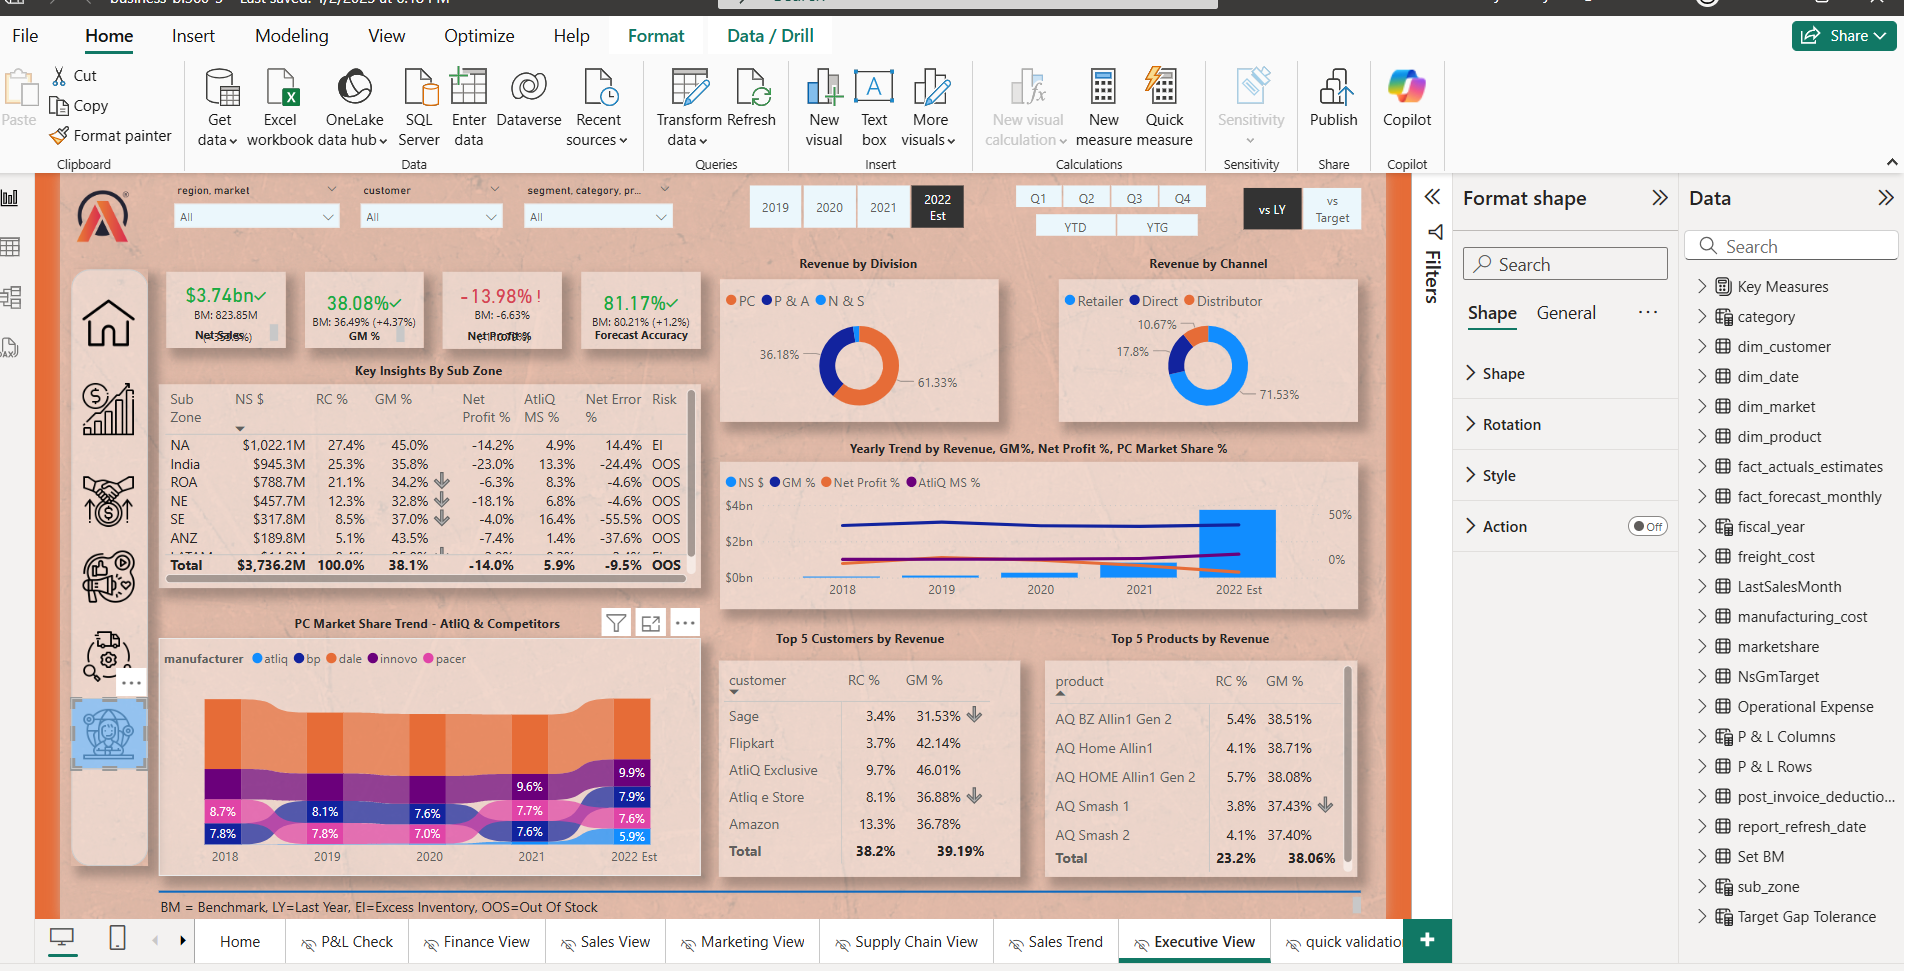 File Home Insert Modeling View Optimize Help Format Data / Drill Share
Paste
Cut
Copy
Format painter
Clipboard
Get data
Excel workbook
OneLake data hub
SQL Server
Enter data
Dataverse
Recent sources
Data
Transform data
Refresh
Queries
New visual
Text box
More visuals
Insert
New visual calculation
New measure
Quick measure
Calculations
Sensitivity
Sensitivity
Publish
Share
Copilot
Copilot
region, market
All
customer
All
segment, category, pr...
All
2019 2020 2021 2022 Est
Q1 Q2 Q3 Q4
YTD YTG
vs LY
vs Target
$3.74bn
BM: 823.85M
Net Sales
38.08%
BM: 36.49% (+4.37%)
GM %
-13.98% !
BM: -6.63%
Net Profit %
81.17%
BM: 80.21% (+1.2%)
Forecast Accuracy
Key Insights By Sub Zone
Sub Zone NS $ RC % GM % Net Profit % AtliQ MS % Net Error % Risk
NA $1,022.1M 27.4% 45.0% -14.2% 4.9% 14.4% EI
India $945.3M 25.3% 35.8% -23.0% 13.3% -24.4% OOS
ROA $788.7M 21.1% 34.2% -6.3% 8.3% -4.6% OOS
NE $457.7M 12.3% 32.8% -18.1% 6.8% -4.6% OOS
SE $317.8M 8.5% 37.0% -4.0% 16.4% -55.5% OOS
ANZ $189.8M 5.1% 43.5% -7.4% 1.4% -37.6% OOS
Total $3,736.2M 100.0% 38.1% -14.0% 5.9% -9.5% OOS
Revenue by Division
PC P & A N & S
36.18%
61.33%
Revenue by Channel
Retailer Direct Distributor
10.67%
17.8%
71.53%
Yearly Trend by Revenue, GM%, Net Profit %, PC Market Share %
NS $ GM % Net Profit % AtliQ MS %
$4bn
$2bn
$0bn
50%
0%
2018 2019 2020 2021 2022 Est
PC Market Share Trend - AtliQ & Competitors
manufacturer atliq bp dale innovo pacer
8.7%
7.8%
8.1%
7.8%
7.6%
7.0%
9.6%
7.7%
7.6%
9.9%
7.9%
7.6%
5.9%
2018 2019 2020 2021 2022 Est
Top 5 Customers by Revenue
customer RC % GM %
Sage 3.4% 31.53%
Flipkart 3.7% 42.14%
AtliQ Exclusive 9.7% 46.01%
Atliq e Store 8.1% 36.88%
Amazon 13.3% 36.78%
Total 38.2% 39.19%
Top 5 Products by Revenue
product RC % GM %
AQ BZ Allin1 Gen 2 5.4% 38.51%
AQ Home Allin1 4.1% 38.71%
AQ HOME Allin1 Gen 2 5.7% 38.08%
AQ Smash 1 3.8% 37.43%
AQ Smash 2 4.1% 37.40%
Total 23.2% 38.06%
BM = Benchmark, LY=Last Year, EI=Excess Inventory, OOS=Out Of Stock
Home P&L Check Finance View Sales View Marketing View Supply Chain View Sales Trend Executive View quick validatio
Filters
Format shape
Search
Shape General
Shape
Rotation
Style
Action Off
Data
Search
Key Measures
category
dim_customer
dim_date
dim_market
dim_product
fact_actuals_estimates
fact_forecast_monthly
fiscal_year
freight_cost
LastSalesMonth
manufacturing_cost
marketshare
NsGmTarget
Operational Expense
P & L Columns
P & L Rows
post_invoice_deductio...
report_refresh_date
Set BM
sub_zone
Target Gap Tolerance